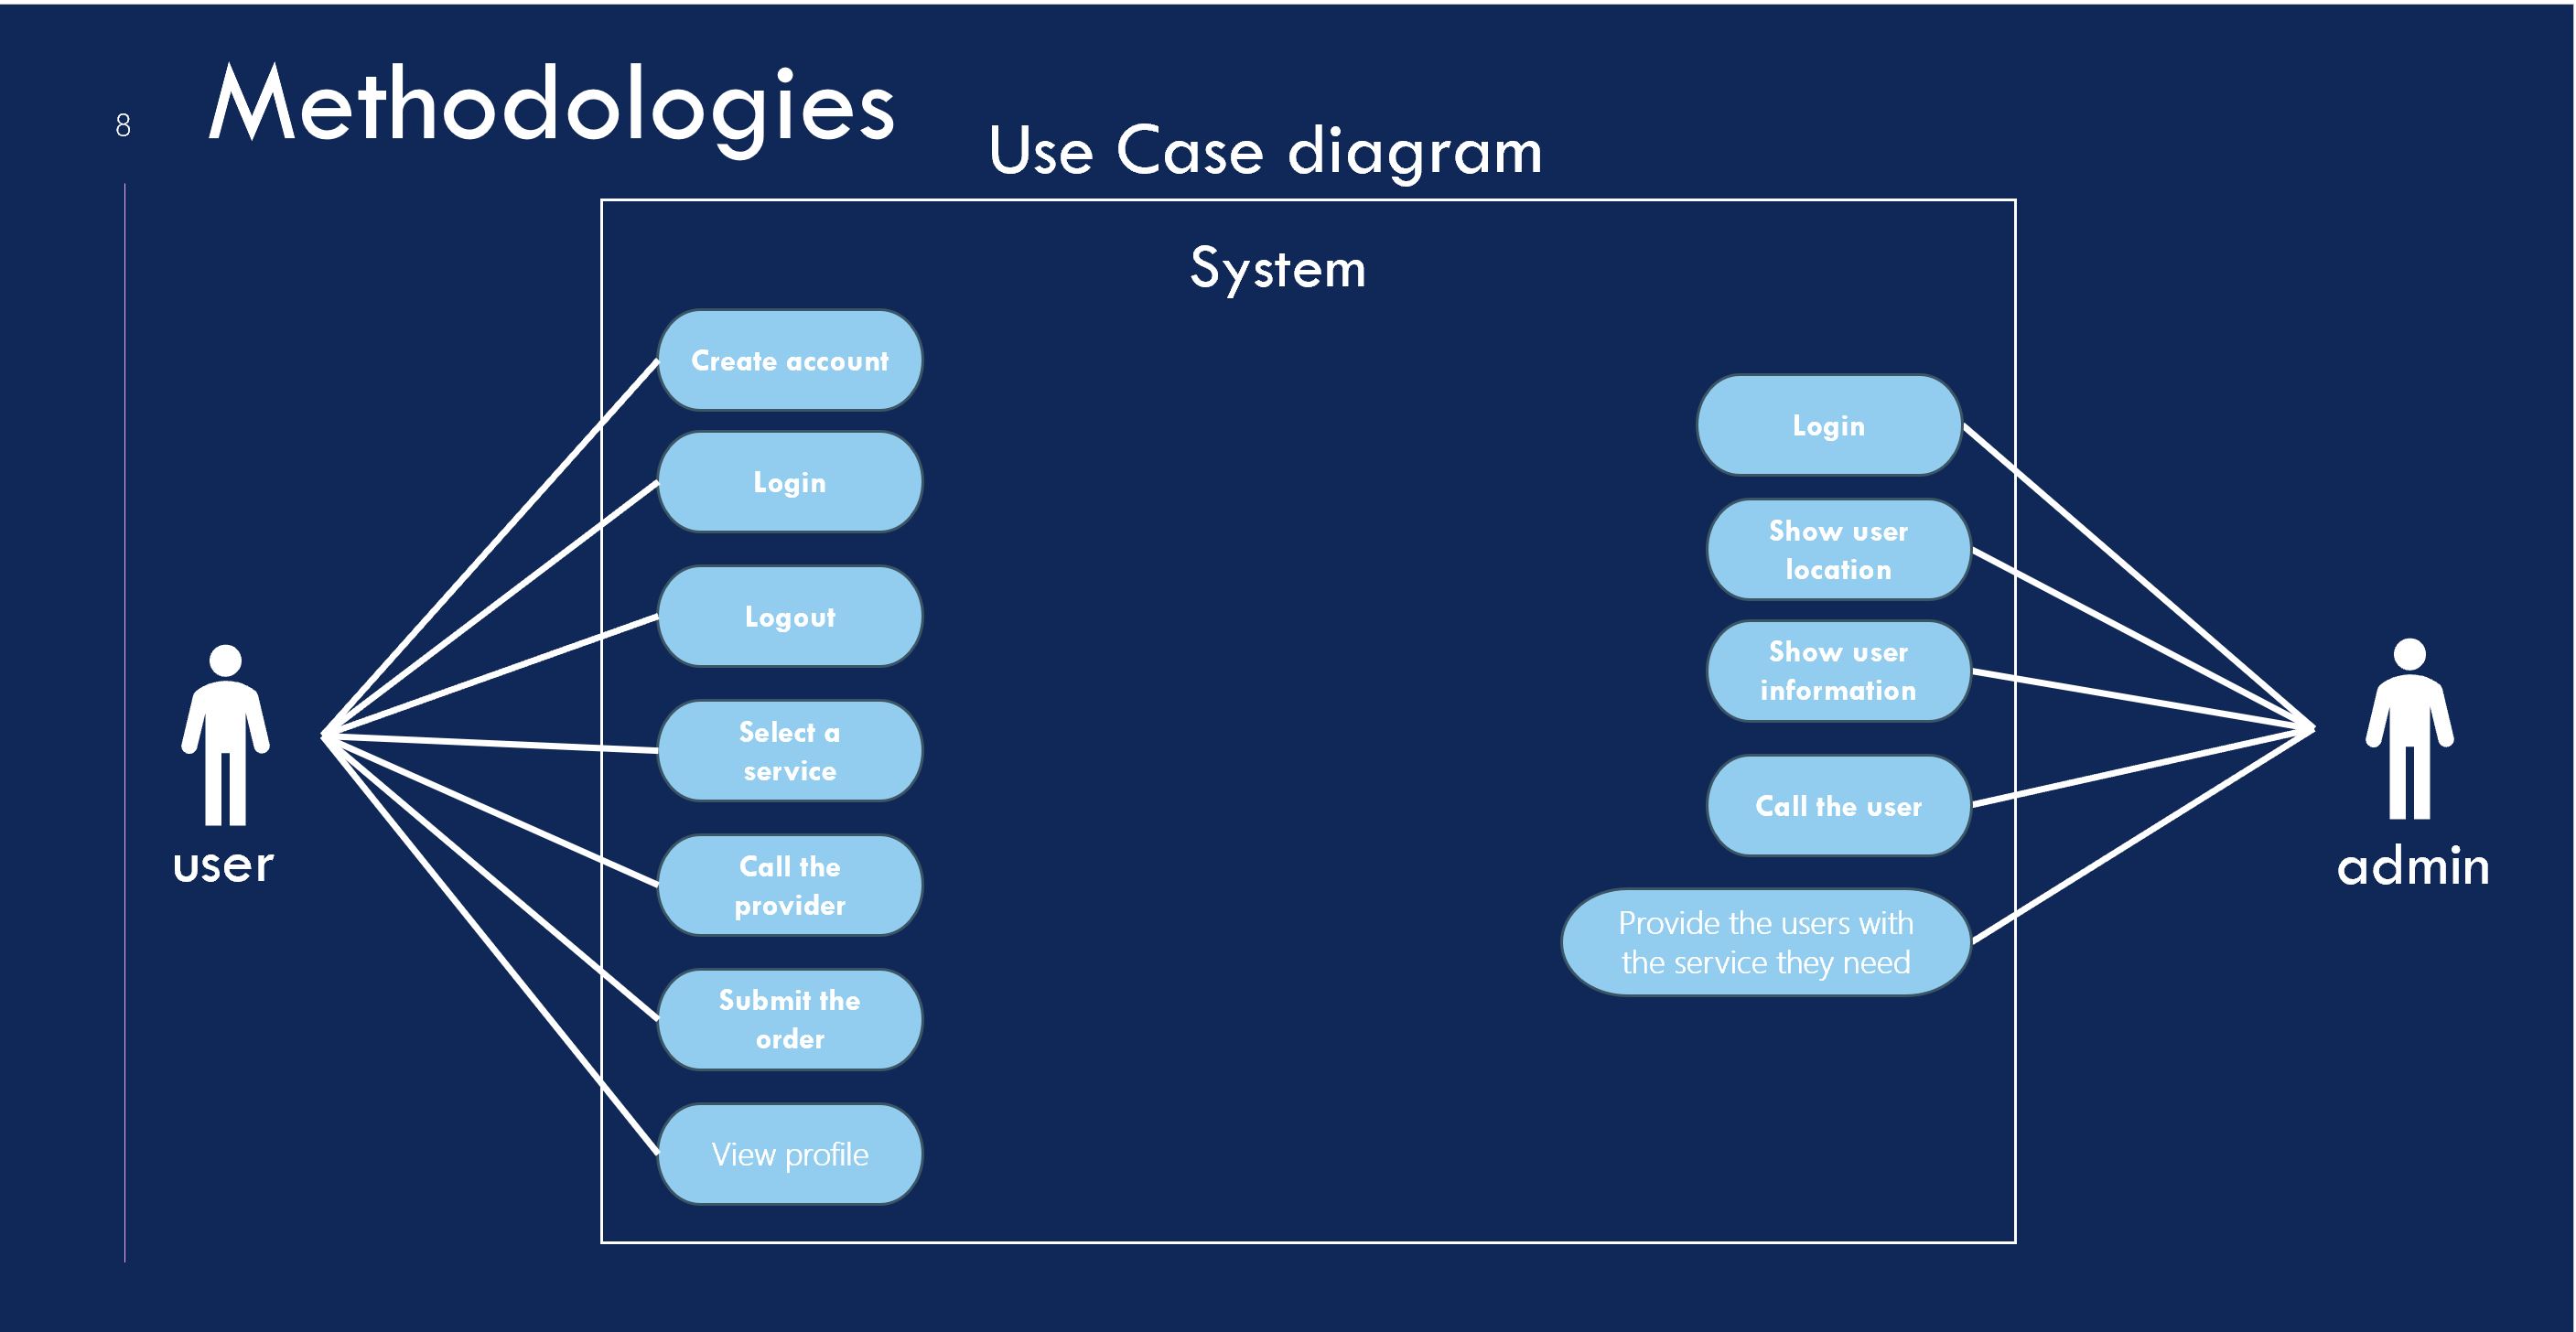 8
Methodologies
Use Case diagram
System
Create account
Login
Logout
Select a
service
Call the
provider
Submit the
order
View profile
user
Login
Show user
location
Show user
information
Call the user
Provide the users with
the service they need
admin